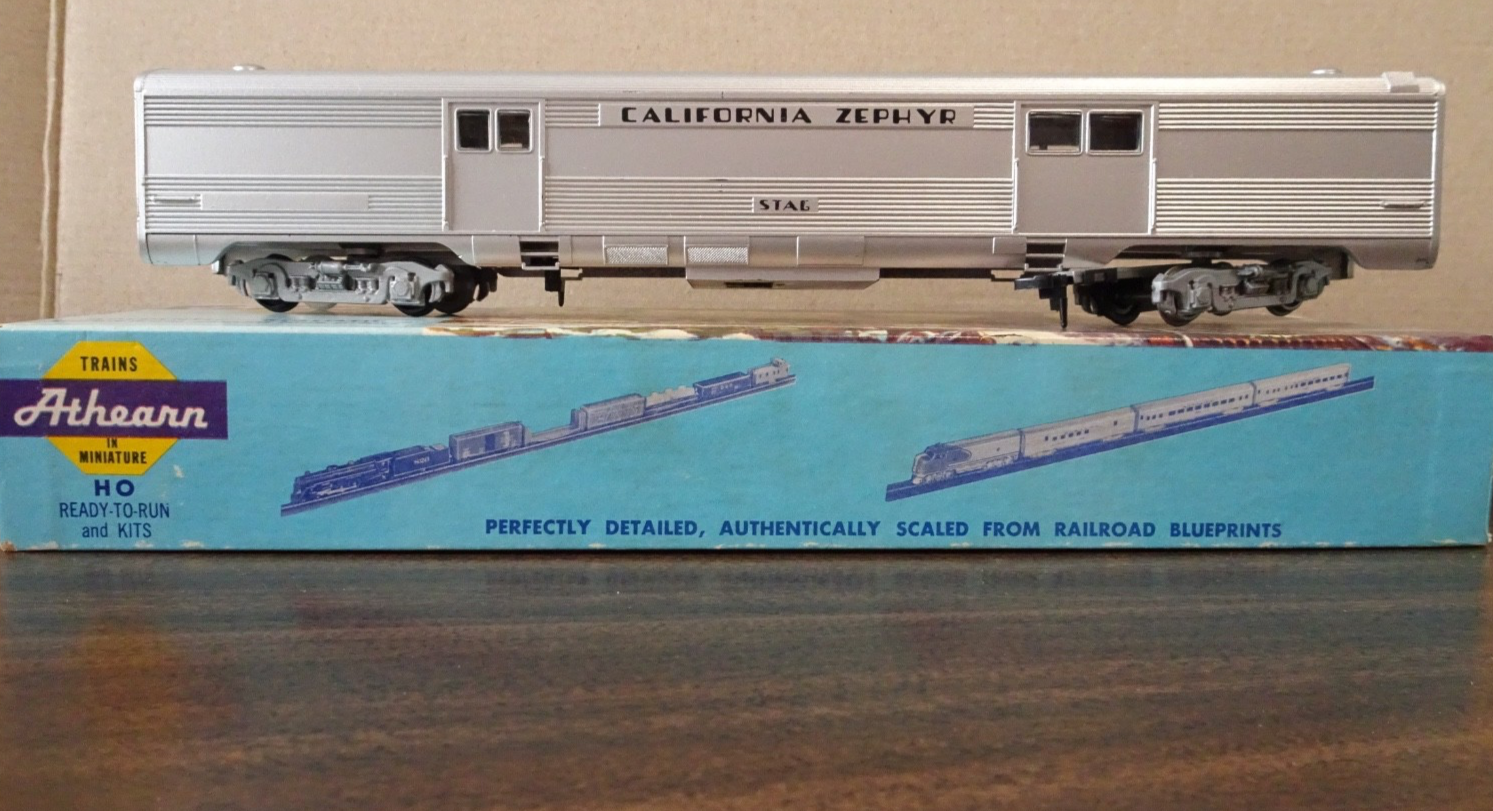 CALIFORNIA ZEPHYR
STAG
TRAINS
Athearn
IN
MINIATURE
HO
READY-TO-RUN
and KITS
PERFECTLY DETAILED, AUTHENTICALLY SCALED FROM RAILROAD BLUEPRINTS